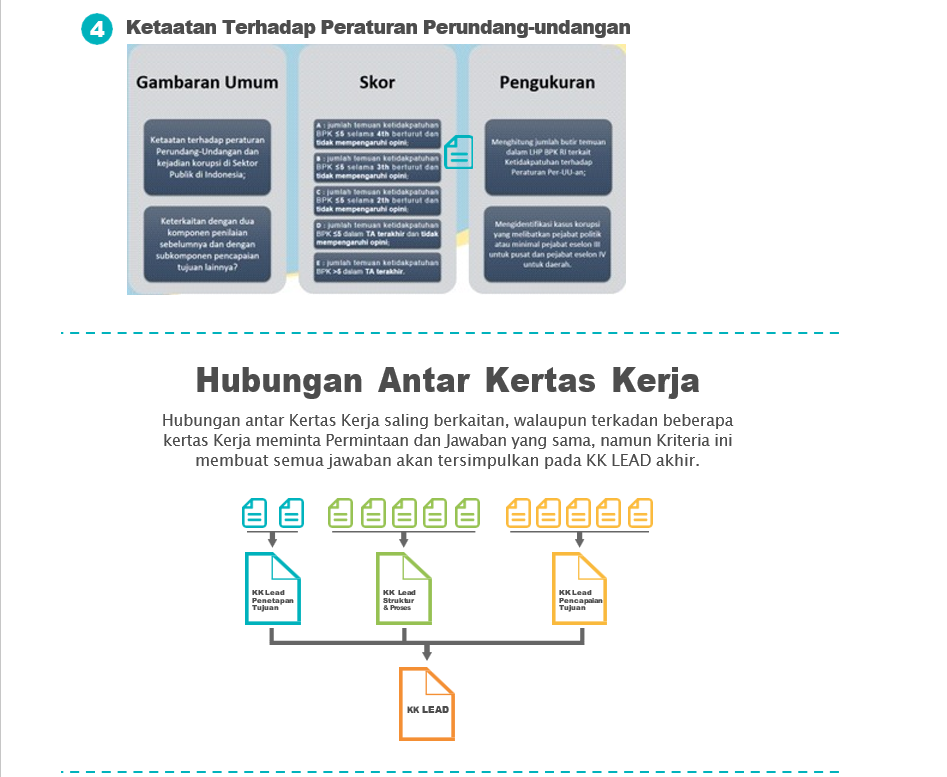 4 Ketaatan Terhadap Peraturan Perundang-undangan
Gambaran Umum
Ketaatan terhadap peraturan
Perundang-Undangan dan
kejadian korupsi di Sektor
Publik di Indonesia;
Keterkaitan dengan dua
komponen penilaian
sebelumnya dan dengan
subkomponen pencapaian
tujuan lainnya?
Skor
A : jumlah temuan ketidakpatuhan
BPK ≤5 selama 4th berturut dan
tidak mempengaruhi opini;
B : jumlah temuan ketidakpatuhan
BPK ≤5 selama 3th berturut dan
tidak mempengaruhi opini;
C : jumlah temuan ketidakpatuhan
BPK ≤5 selama 2th berturut dan
tidak mempengaruhi opini;
D : jumlah temuan ketidakpatuhan
BPK ≤5 dalam TA terakhir dan tidak
mempengaruhi opini;
E : jumlah temuan ketidakpatuhan
BPK >5 dalam TA terakhir.
Pengukuran
Menghitung jumlah butir temuan
dalam LHP BPK RI terkait
Ketidakpatuhan terhadap
Peraturan Per-UU-an;
Mengidentifikasi kasus korupsi
yang melibatkan pejabat politik
atau minimal pejabat eselon III
untuk pusat dan pejabat eselon IV
untuk daerah.
Hubungan Antar Kertas Kerja
Hubungan antar Kertas Kerja saling berkaitan, walaupun terkadan beberapa
kertas Kerja meminta Permintaan dan Jawaban yang sama, namun Kriteria ini
membuat semua jawaban akan tersimpulkan pada KK LEAD akhir.
KK Lead
Penetapan
Tujuan
KK Lead
Struktur
& Proses
KK Lead
Pencapaian
Tujuan
KK LEAD